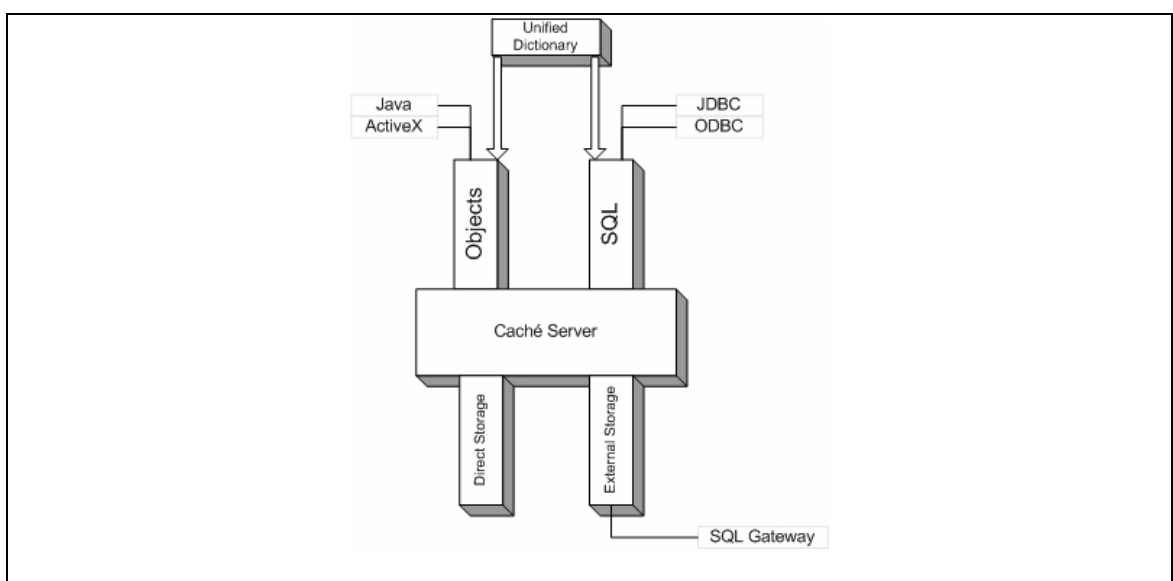 Unified
Dictionary
Java
JDBC
ActiveX
ODBC
Objects
SQL
Caché Server
Direct Storage
External Storage
SQL Gateway